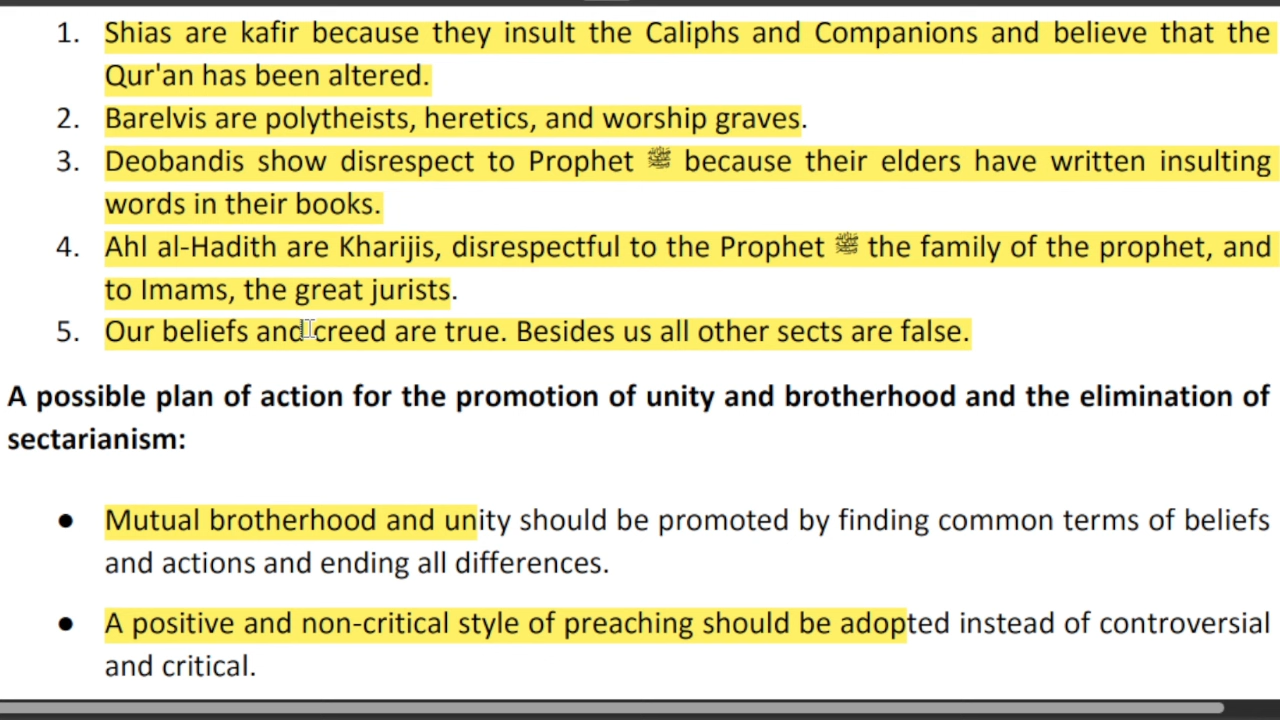 1. Shias are kafir because they insult the Caliphs and Companions and believe that the
Qur'an has been altered.
2. Barelvis are polytheists, heretics, and worship graves.
3. Deobandis show disrespect to Prophet ﷺ because their elders have written insulting
words in their books.
4. Ahl al-Hadith are Kharijis, disrespectful to the Prophet ﷺ the family of the prophet, and
to Imams, the great jurists.
5. Our beliefs and creed are true. Besides us all other sects are false.
A possible plan of action for the promotion of unity and brotherhood and the elimination of
sectarianism:
● Mutual brotherhood and unity should be promoted by finding common terms of beliefs
and actions and ending all differences.
● A positive and non-critical style of preaching should be adopted instead of controversial
and critical.